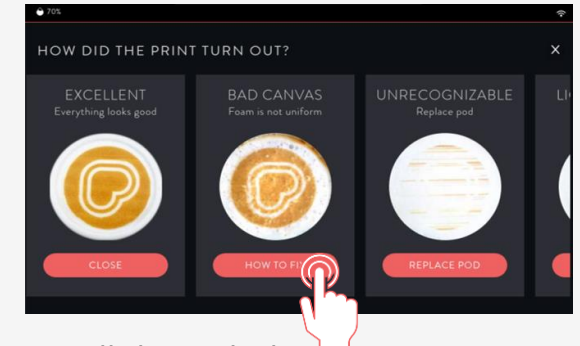 70%
HOW DID THE PRINT TURN OUT?
X
EXCELLENT
Everything looks good
CLOSE
BAD CANVAS
Foam is not uniform
HOW TO
UNRECOGNIZABLE
Replace pod
REPLACE POD